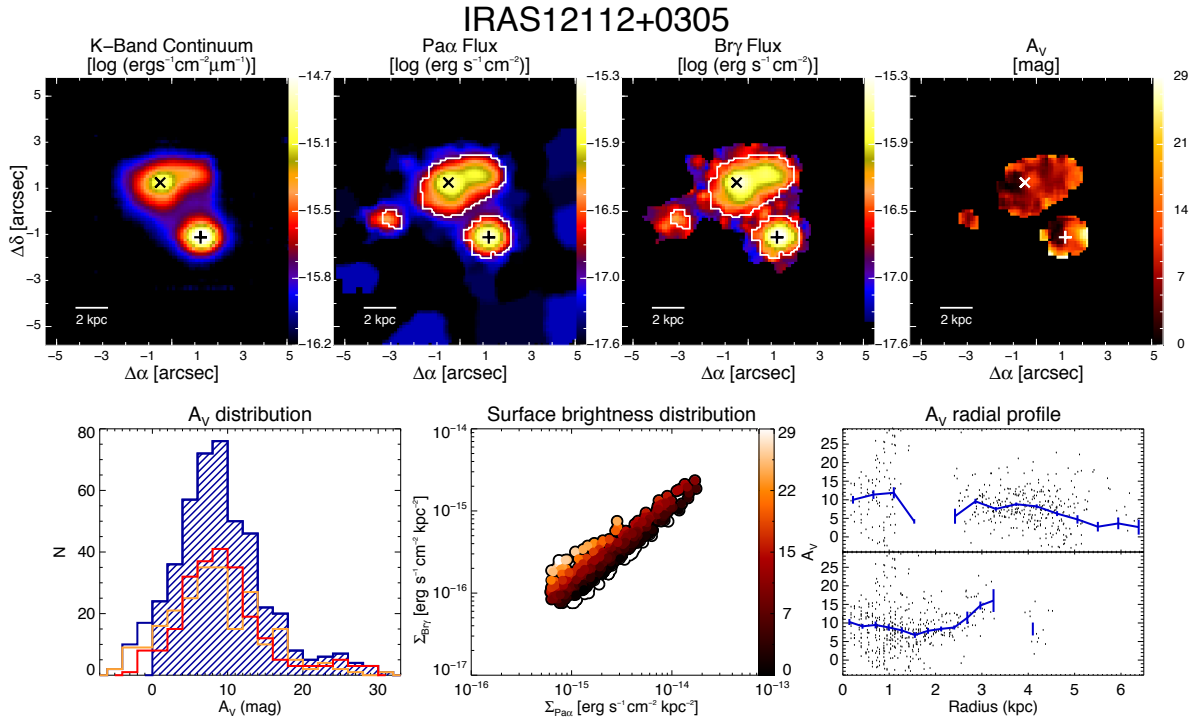 IRAS12112+0305
K−Band Continuum
[log (ergs⁻¹cm⁻²μm⁻¹)]
Paα Flux
[log (erg s⁻¹cm⁻²)]
Brγ Flux
[log (erg s⁻¹cm⁻²)]
A_V
[mag]
5
3
1
−1
−3
−5
Δδ [arcsec]
2 kpc
2 kpc
2 kpc
2 kpc
−14.7
−15.1
−15.5
−15.8
−16.2
−15.3
−15.9
−16.5
−17.0
−17.6
−15.3
−15.9
−16.5
−17.0
−17.6
29
22
14
7
0
−5 −3 −1 1 3 5
−5 −3 −1 1 3 5
−5 −3 −1 1 3 5
−5 −3 −1 1 3 5
Δα [arcsec]
Δα [arcsec]
Δα [arcsec]
Δα [arcsec]
A_V distribution
80
60
40
20
0
N
0 10 20 30
A_V (mag)
Surface brightness distribution
10⁻¹⁴
10⁻¹⁵
10⁻¹⁶
10⁻¹⁷
Σ_Brγ [erg s⁻¹ cm⁻² kpc⁻²]
10⁻¹⁶ 10⁻¹⁵ 10⁻¹⁴ 10⁻¹³
Σ_Paα [erg s⁻¹ cm⁻² kpc⁻²]
29
22
15
7
0
A_V
A_V radial profile
25
20
15
10
5
0
25
20
15
10
5
0
0 1 2 3 4 5 6
Radius (kpc)